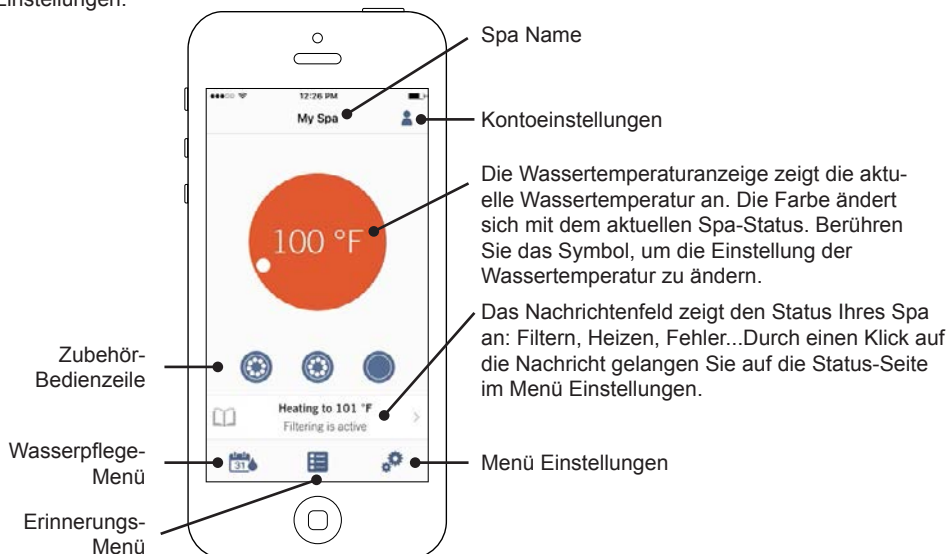 Einstellungen.
Spa Name
12:26 PM
My Spa
Kontoeinstellungen
Die Wassertemperaturanzeige zeigt die aktu-
elle Wassertemperatur an. Die Farbe ändert
sich mit dem aktuellen Spa-Status. Berühren
Sie das Symbol, um die Einstellung der
Wassertemperatur zu ändern.
100 °F
Das Nachrichtenfeld zeigt den Status Ihres Spa
an: Filtern, Heizen, Fehler...Durch einen Klick auf
die Nachricht gelangen Sie auf die Status-Seite
im Menü Einstellungen.
Zubehör-
Bedienzeile
Heating to 101 °F
Filtering is active
Wasserpflege-
Menü
31
Menü Einstellungen
Erinnerungs-
Menü